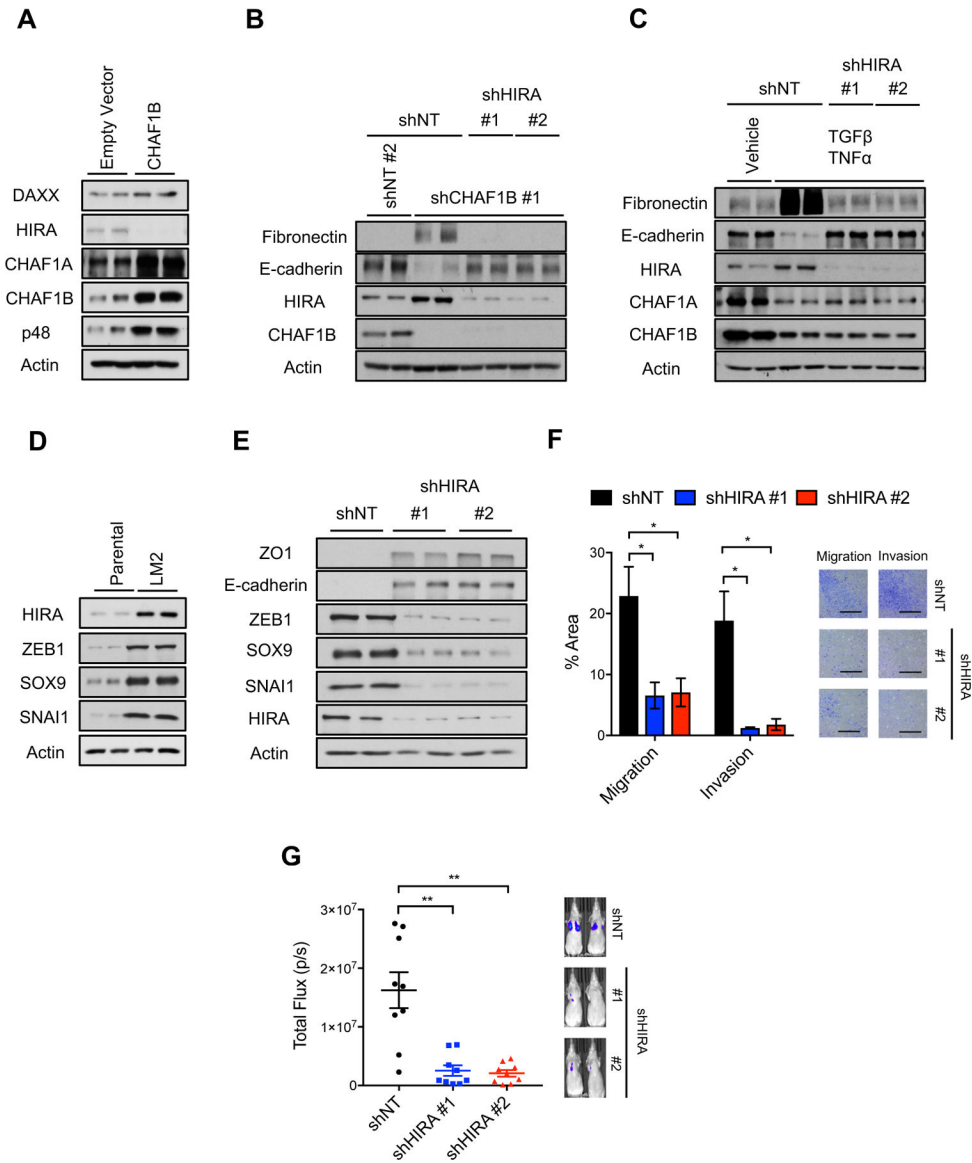 A
Empty Vector
CHAF1B
DAXX
HIRA
CHAF1A
CHAF1B
p48
Actin
B
shHIRA
shNT
#1
#2
shNT #2
shCHAF1B #1
Fibronectin
E-cadherin
HIRA
CHAF1B
Actin
C
shHIRA
shNT
#1
#2
Vehicle
TGFβ
TNFα
Fibronectin
E-cadherin
HIRA
CHAF1A
CHAF1B
Actin
D
Parental
LM2
HIRA
ZEB1
SOX9
SNAI1
Actin
E
shHIRA
shNT
#1
#2
ZO1
E-cadherin
ZEB1
SOX9
SNAI1
HIRA
Actin
F
shNT
shHIRA #1
shHIRA #2
% Area
30
20
10
0
*
*
*
*
Migration
Invasion
Migration
Invasion
shNT
#1
#2
shHIRA
G
Total Flux (p/s)
3×10⁷
2×10⁷
1×10⁷
0
**
**
shNT
shHIRA #1
shHIRA #2
shNT
#1
#2
shHIRA